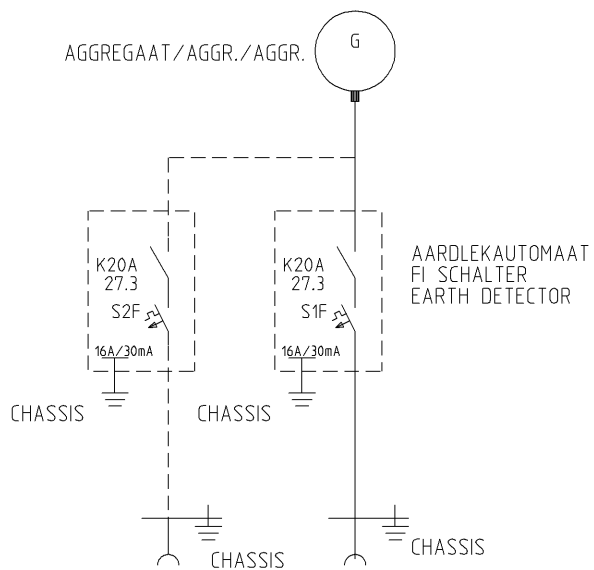 G
AGGREGAAT/AGGR./AGGR.
K20A
27.3
S2F
16A/30mA
CHASSIS
K20A
27.3
S1F
16A/30mA
CHASSIS
AARDLEKAUTOMAAT
FI SCHALTER
EARTH DETECTOR
CHASSIS
CHASSIS